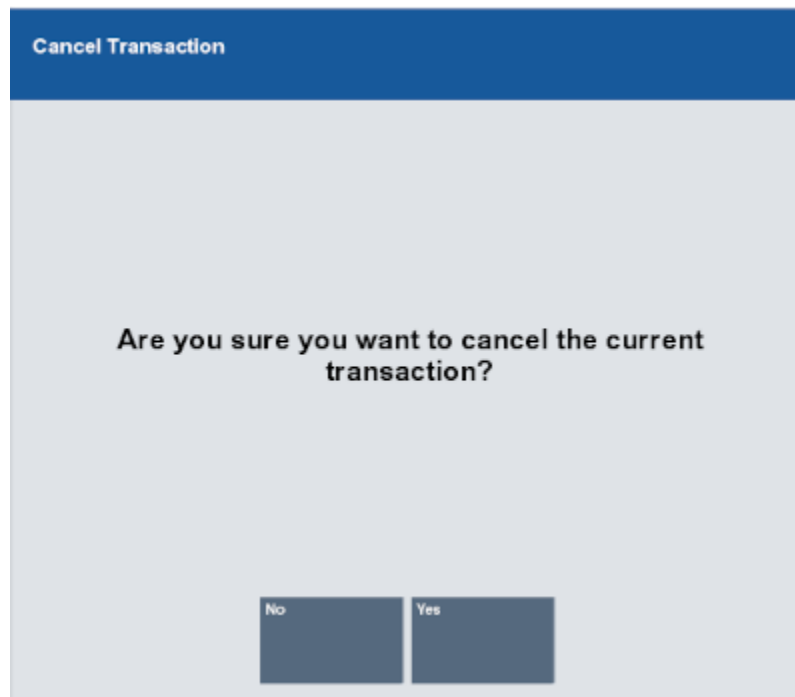 Cancel Transaction
Are you sure you want to cancel the current
transaction?
No
Yes